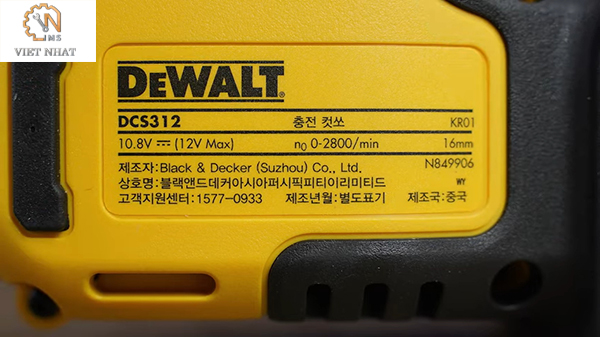 VN
MS
VIET NHAT
DEWALT
DCS312 충전 컷쏘 KR01
10.8V ⎓ (12V Max) n0 0-2800/min 16mm
제조자:Black & Decker (Suzhou) Co., Ltd. N849906
상호명:블랙앤드데커아시아퍼시픽피티이리미티드 WY
고객지원센터:1577-0933 제조년월:별도표기 제조국:중국